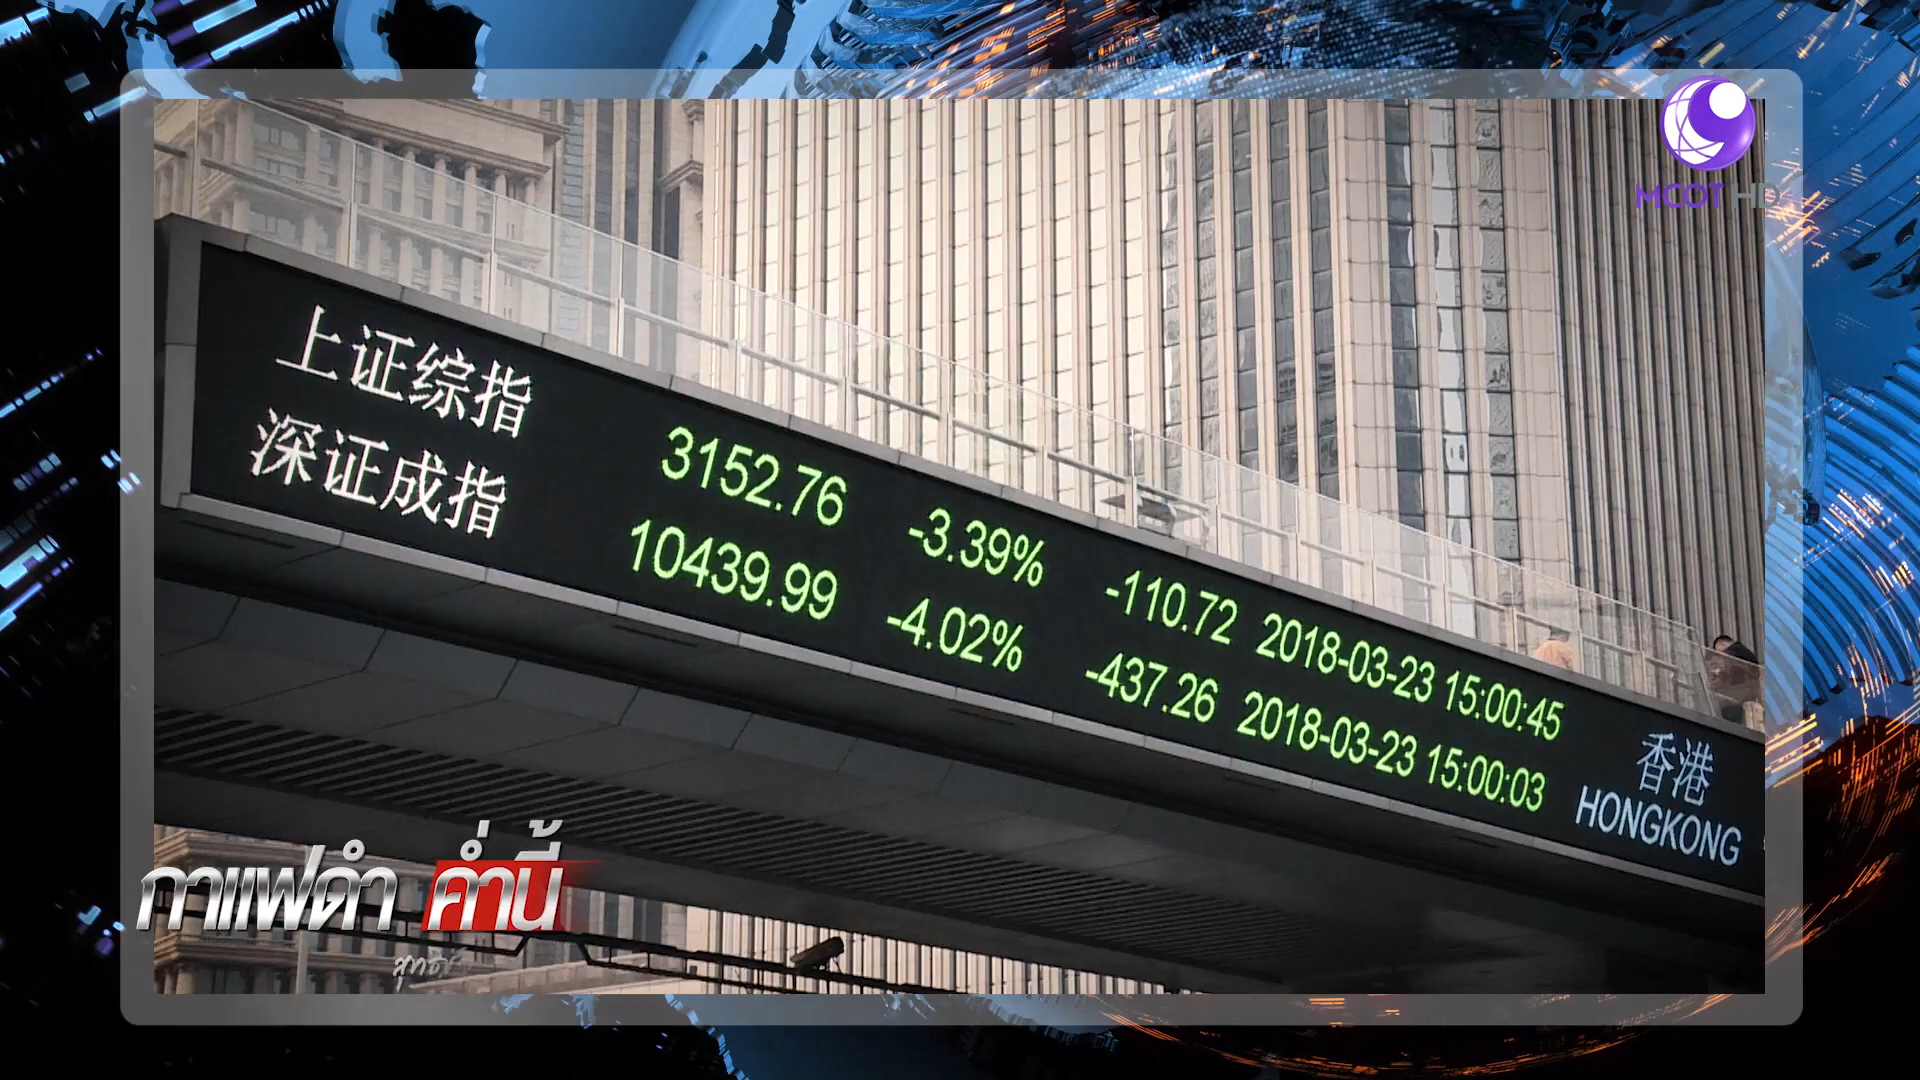 MCOT HD
上证综指 3152.76 -3.39% -110.72 2018-03-23 15:00:45
深证成指 10439.99 -4.02% -437.26 2018-03-23 15:00:03
香港
HONGKONG
กาแฟดำ ค่ำนี้